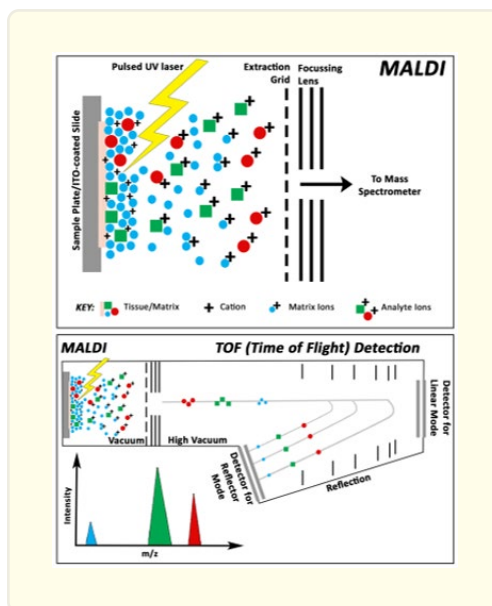 Pulsed UV laser
Extraction
Grid
Focussing
Lens
MALDI
Sample Plate/ITO-coated Slide
To Mass
Spectrometer
KEY:
Tissue/Matrix
Cation
Matrix Ions
Analyte Ions
MALDI
TOF (Time of Flight) Detection
Vacuum
High Vacuum
Detector for
Linear Mode
Detector for
Reflector
Mode
Reflection
Intensity
m/z